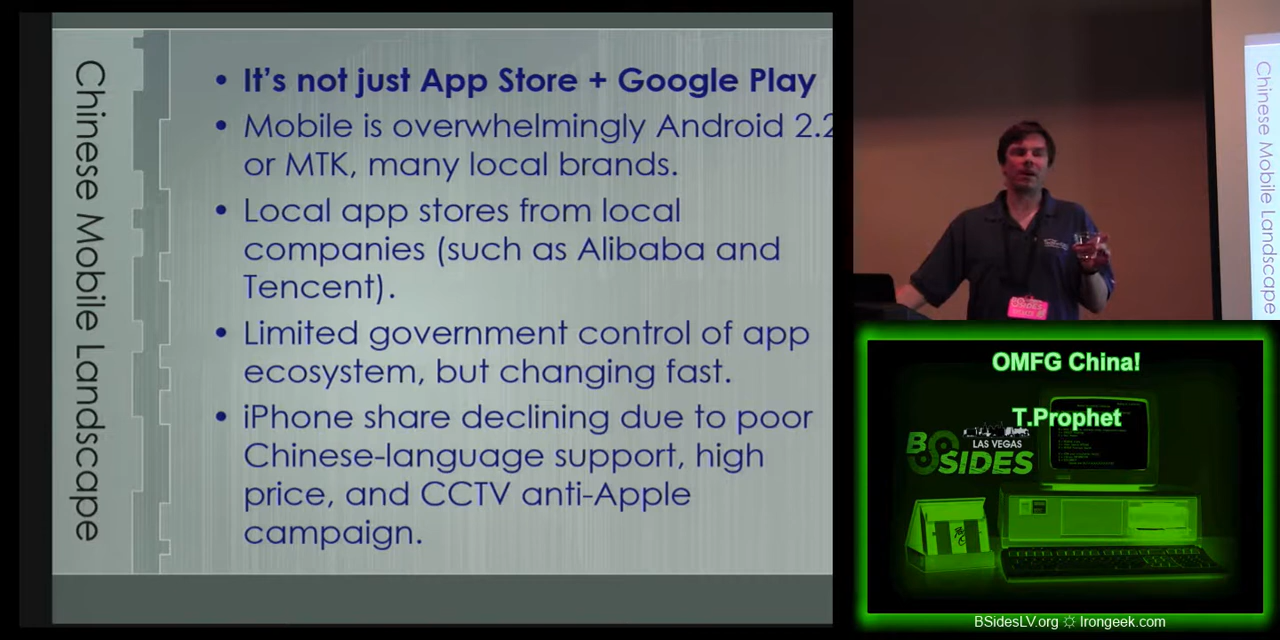 Chinese Mobile Landscape
• It's not just App Store + Google Play
• Mobile is overwhelmingly Android 2.2
or MTK, many local brands.
• Local app stores from local
companies (such as Alibaba and
Tencent).
• Limited government control of app
ecosystem, but changing fast.
• iPhone share declining due to poor
Chinese-language support, high
price, and CCTV anti-Apple
campaign.
Chinese Mobile Landscape
OMFG China!
T.Prophet
BSIDES
LAS VEGAS
BSIDES
BSidesLV.org ☼ Irongeek.com